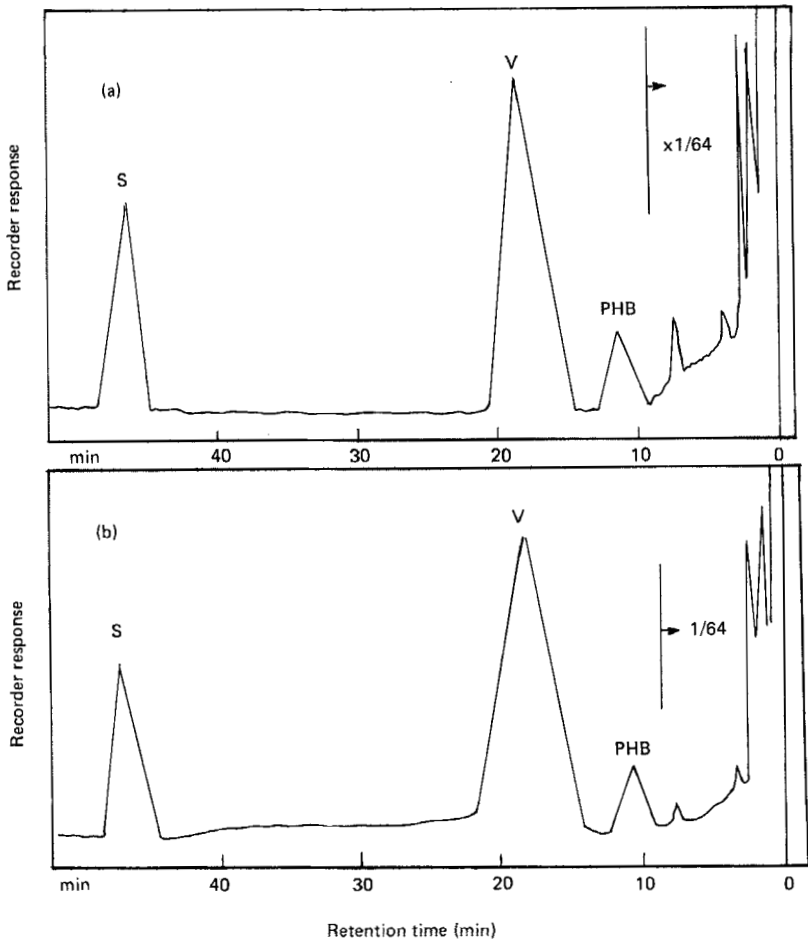 V
(a)
x1/64
S
PHB
Recorder response
min 40 30 20 10 0
V
(b)
1/64
S
PHB
Recorder response
min 40 30 20 10 0
Retention time (min)